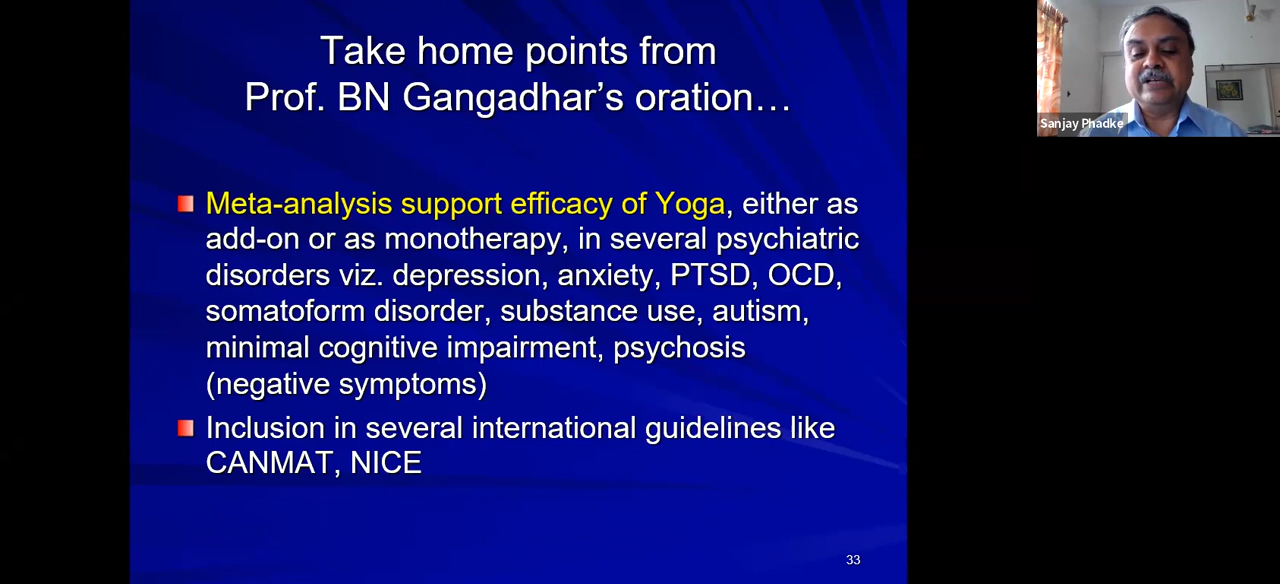 Take home points from
Prof. BN Gangadhar's oration…
Meta-analysis support efficacy of Yoga, either as
add-on or as monotherapy, in several psychiatric
disorders viz. depression, anxiety, PTSD, OCD,
somatoform disorder, substance use, autism,
minimal cognitive impairment, psychosis
(negative symptoms)
Inclusion in several international guidelines like
CANMAT, NICE
33
Sanjay Phadke